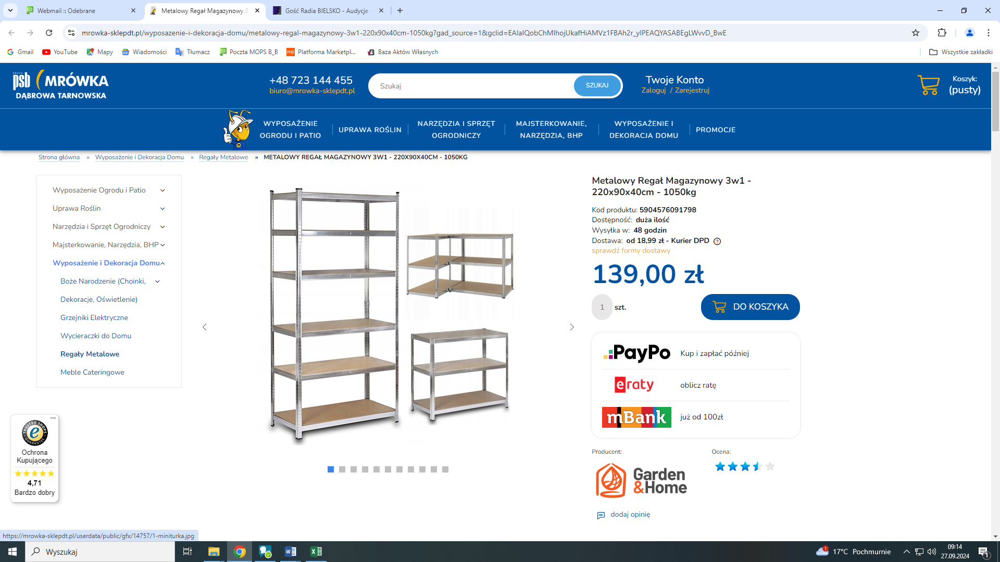 Webmail :: Odebrane
Metalowy Regał Magazynowy 3
Gość Radia BIELSKO - Audycje -
mrowka-sklepdt.pl/wyposazenie-i-dekoracja-domu/metalowy-regal-magazynowy-3w1-220x90x40cm-1050kg?gad_source=1&gclid=EAIaIQobChMIhojUkafHiAMVz1FBAh2r_yIPEAQYASABEgLWvvD_BwE
Gmail
YouTube
Mapy
Wiadomości
Tłumacz
Poczta MOPS B_B
Platforma Marketpl...
Baza Aktów Własnych
Wszystkie zakładki
GRUPA
psb MRÓWKA
DĄBROWA TARNOWSKA
+48 723 144 455
biuro@mrowka-sklepdt.pl
Szukaj
SZUKAJ
Twoje Konto
Zaloguj / Zarejestruj
Koszyk:
(pusty)
WYPOSAŻENIE
OGRODU I PATIO
UPRAWA ROŚLIN
NARZĘDZIA I SPRZĘT
OGRODNICZY
MAJSTERKOWANIE,
NARZĘDZIA, BHP
WYPOSAŻENIE I
DEKORACJA DOMU
PROMOCJE
Strona główna » Wyposażenie i Dekoracja Domu » Regały Metalowe » METALOWY REGAŁ MAGAZYNOWY 3W1 - 220X90X40CM - 1050KG
Wyposażenie Ogrodu i Patio
Uprawa Roślin
Narzędzia i Sprzęt Ogrodniczy
Majsterkowanie, Narzędzia, BHP
Wyposażenie i Dekoracja Domu
Boże Narodzenie (Choinki,
Dekoracje, Oświetlenie)
Grzejniki Elektryczne
Wycieraczki do Domu
Regały Metalowe
Meble Cateringowe
Metalowy Regał Magazynowy 3w1 -
220x90x40cm - 1050kg
Kod produktu: 5904576091798
Dostępność: duża ilość
Wysyłka w: 48 godzin
Dostawa: od 18,99 zł - Kurier DPD ?
sprawdź formy dostawy
139,00 zł
1 szt.
DO KOSZYKA
PayPo
Kup i zapłać później
eraty
oblicz ratę
mBank
już od 100zł
Producent:
Ocena:
Garden
&Home
dodaj opinię
TRUSTED SHOPS
e
GUARANTEE
Ochrona
Kupującego
4,71
Bardzo dobry
https://mrowka-sklepdt.pl/userdata/public/gfx/14757/1-miniturka.jpg
Wyszukaj
1
17°C Pochmurnie
09:14
27.09.2024
1